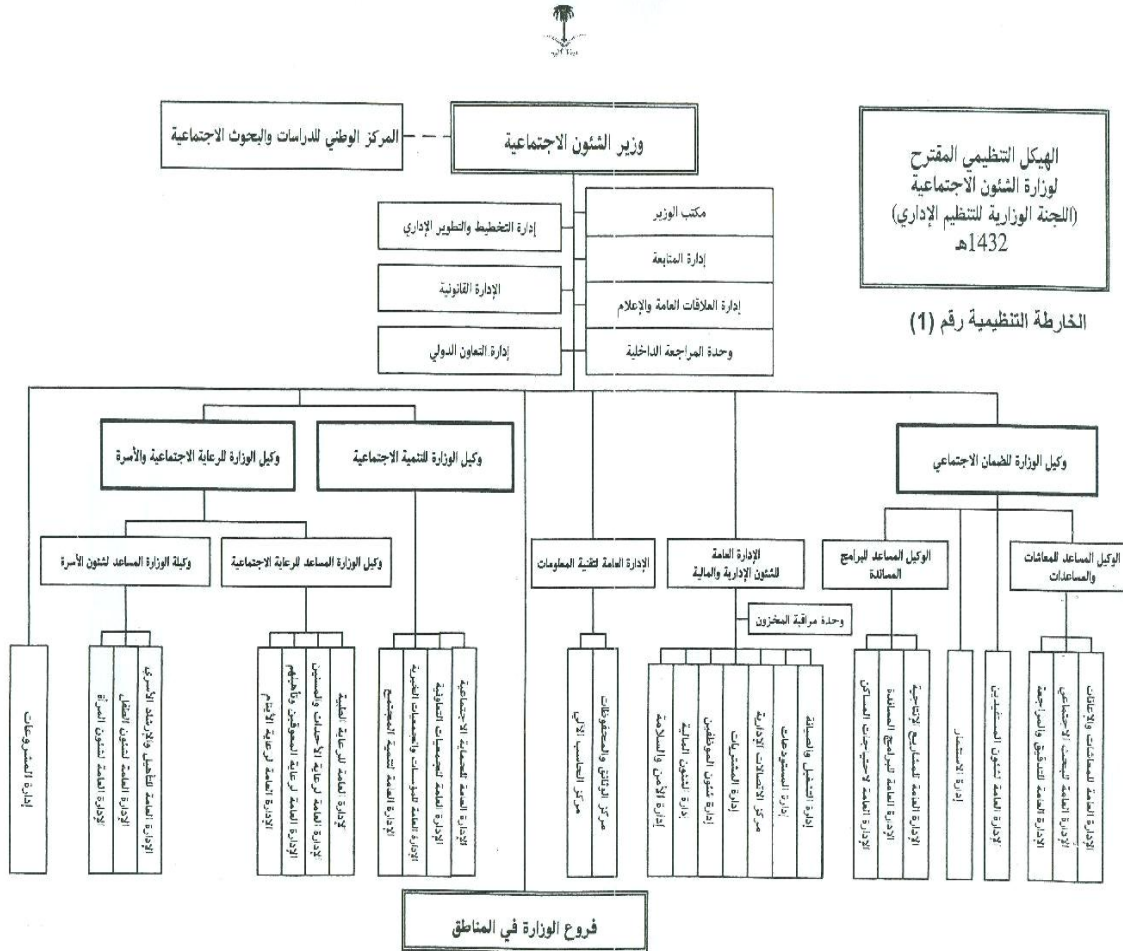 الهيكل التنظيمي المقترح
لوزارة الشئون الاجتماعية
(اللجنة الوزارية للتنظيم الإداري)
1432هـ
الخارطة التنظيمية رقم (1)
وزير الشئون الاجتماعية
المركز الوطني للدراسات والبحوث الاجتماعية
مكتب الوزير
إدارة المتابعة
إدارة العلاقات العامة والإعلام
وحدة المراجعة الداخلية
إدارة التخطيط والتطوير الإداري
الإدارة القانونية
إدارة التعاون الدولي
وكيل الوزارة للضمان الاجتماعي
وكيل الوزارة للتنمية الاجتماعية
وكيل الوزارة للرعاية الاجتماعية والأسرة
الوكيل المساعد للمعاشات
والمساعدات
الوكيل المساعد للبرامج
المساندة
الإدارة العامة
للشئون الإدارية والمالية
الإدارة العامة لتقنية المعلومات
وكيل الوزارة المساعد للرعاية الاجتماعية
وكيلة الوزارة المساعد لشئون الأسرة
وحدة مراقبة المخزون
الإدارة العامة للمعاشات والإعانات
الإدارة العامة للبحث الاجتماعي
الإدارة العامة للتدقيق والمراجعة
الإدارة العامة لشئون المستفيدين
إدارة الاستثمار
الإدارة العامة للمشاريع الإنتاجية
الإدارة العامة للبرامج المساندة
الإدارة العامة لاحتياجات المساكن
إدارة التشغيل والصيانة
إدارة المستودعات
مركز الاتصالات الإدارية
إدارة المشتريات
إدارة شئون الموظفين
إدارة الشئون المالية
إدارة الأمن والسلامة
مركز الوثائق والمحفوظات
مركز الحاسب الآلي
الإدارة العامة للحماية الاجتماعية
الإدارة العامة للجمعيات التعاونية
الإدارة العامة للمؤسسات والجمعيات الخيرية
الإدارة العامة لتنمية المجتمع
الإدارة العامة للرعاية الطبية
الإدارة العامة لرعاية الأحداث والمسنين
الإدارة العامة لرعاية المعوقين وتأهيلهم
الإدارة العامة لرعاية الأيتام
الإدارة العامة للتأهيل والإرشاد الأسري
الإدارة العامة لشئون الطفل
الإدارة العامة لشئون المرأة
إدارة المشروعات
فروع الوزارة في المناطق